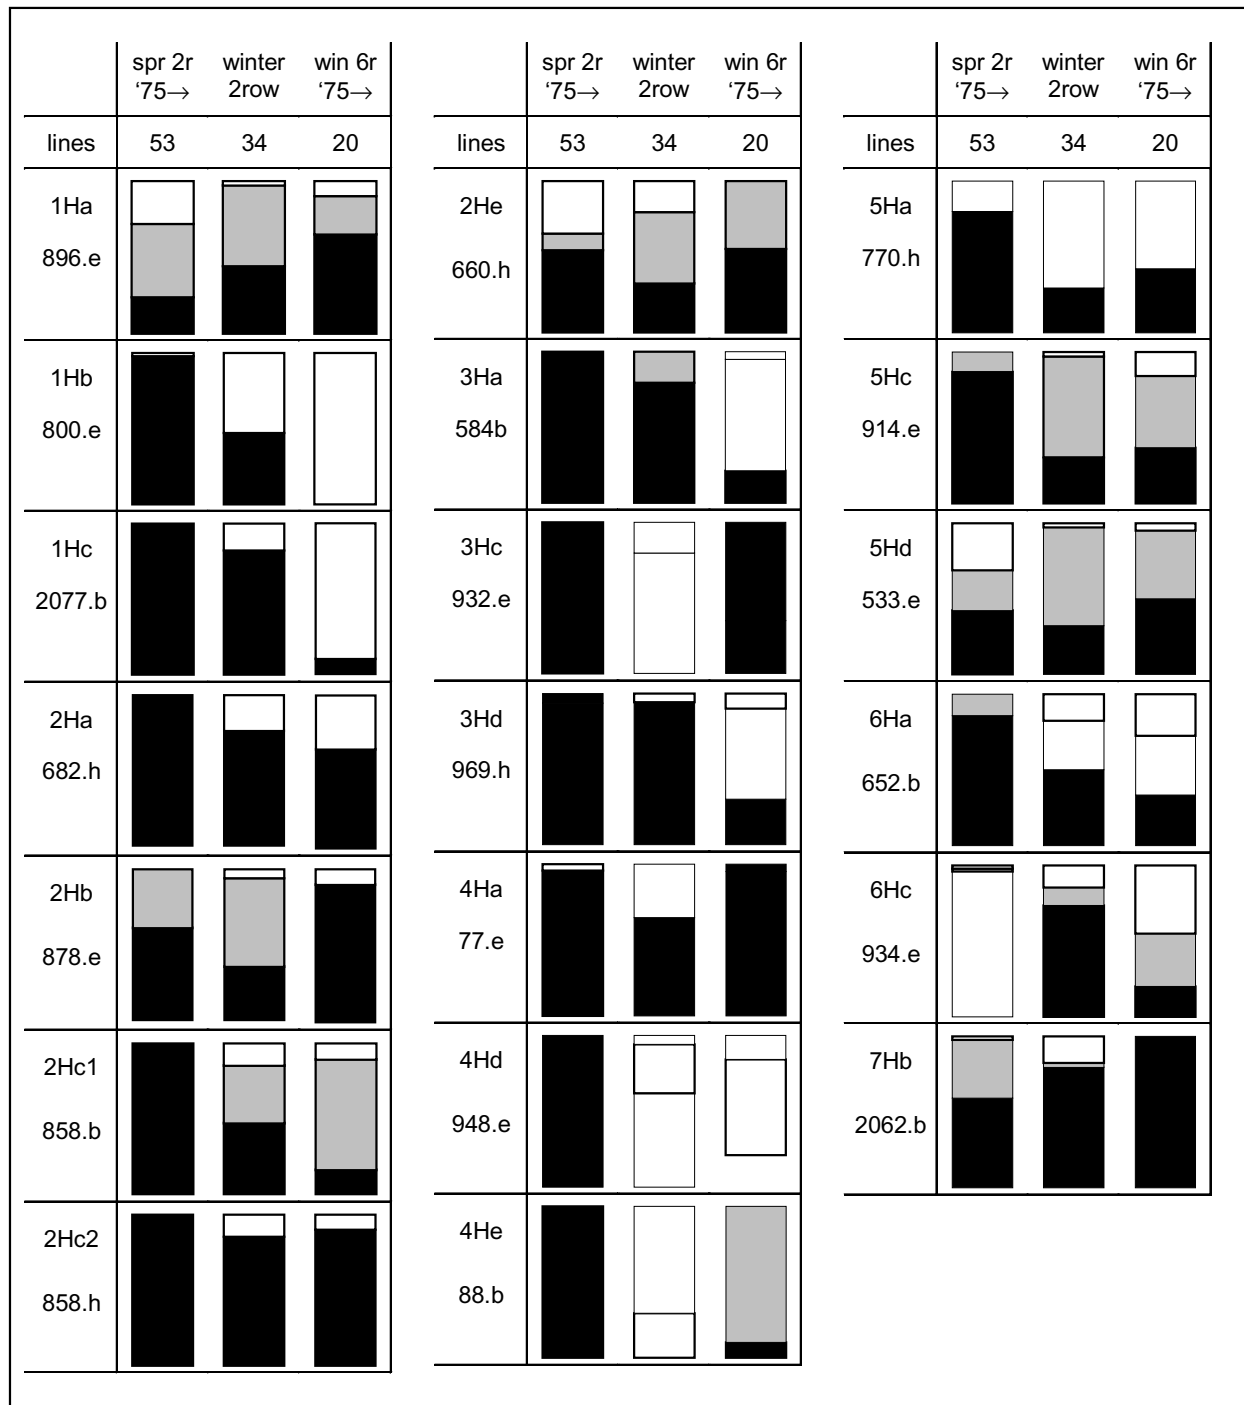 spr 2r winter win 6r
‘75→ 2row ‘75→
lines 53 34 20
1Ha
896.e
1Hb
800.e
1Hc
2077.b
2Ha
682.h
2Hb
878.e
2Hc1
858.b
2Hc2
858.h
spr 2r winter win 6r
‘75→ 2row ‘75→
lines 53 34 20
2He
660.h
3Ha
584b
3Hc
932.e
3Hd
969.h
4Ha
77.e
4Hd
948.e
4He
88.b
spr 2r winter win 6r
‘75→ 2row ‘75→
lines 53 34 20
5Ha
770.h
5Hc
914.e
5Hd
533.e
6Ha
652.b
6Hc
934.e
7Hb
2062.b